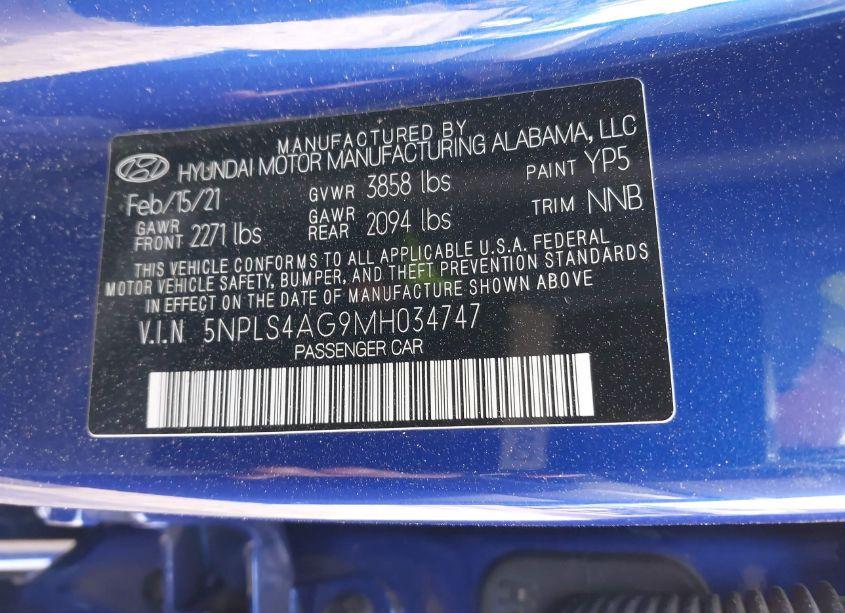 MANUFACTURED BY
HYUNDAI MOTOR MANUFACTURING ALABAMA, LLC
Feb/15/21 GVWR 3858 lbs PAINT YP5
GAWR FRONT 2271 lbs GAWR REAR 2094 lbs TRIM NNB
THIS VEHICLE CONFORMS TO ALL APPLICABLE U.S.A. FEDERAL
MOTOR VEHICLE SAFETY, BUMPER, AND THEFT PREVENTION STANDARDS
IN EFFECT ON THE DATE OF MANUFACTURE SHOWN ABOVE
V.I.N 5NPLS4AG9MH034747
PASSENGER CAR